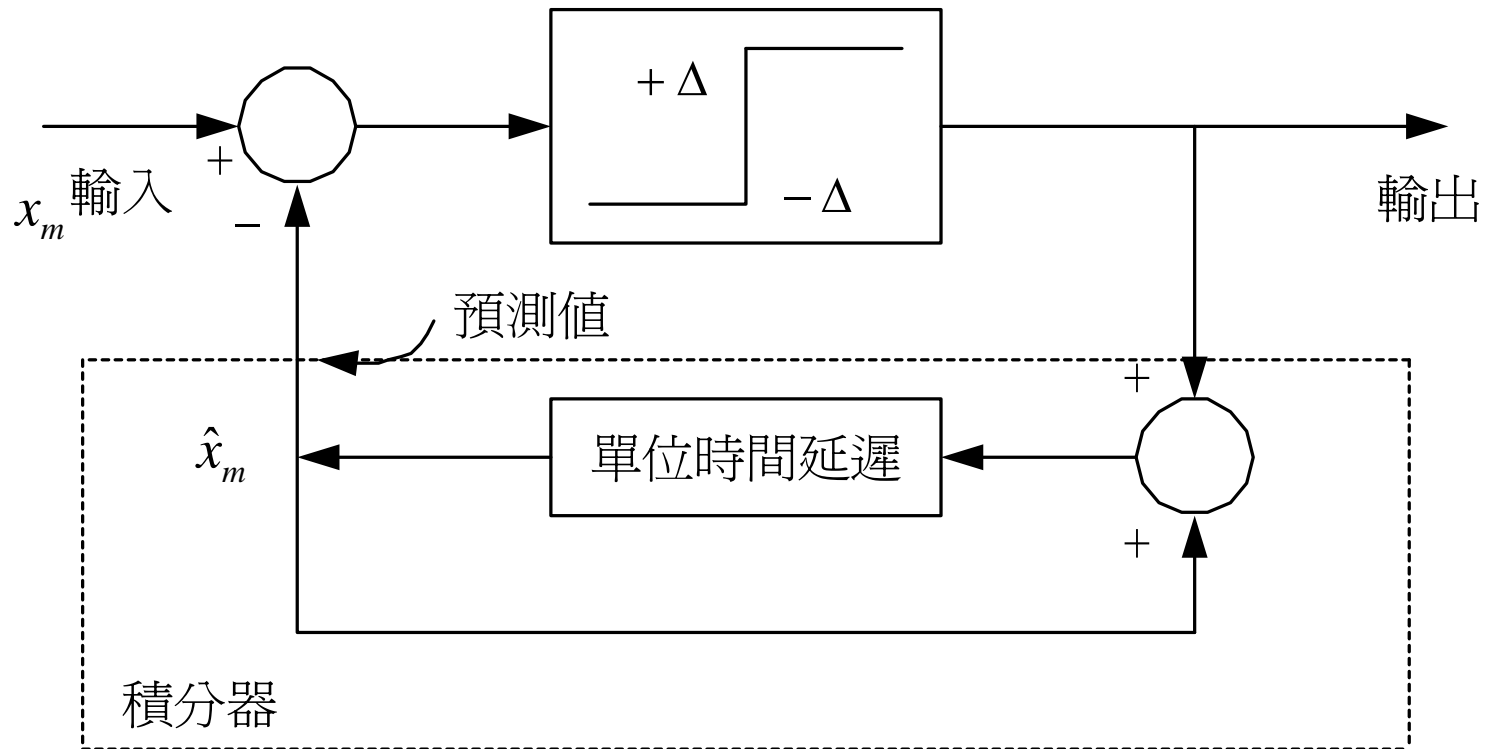 + Δ
− Δ
+
x_m 輸入
−
輸出
預測值
+
x̂_m
單位時間延遲
+
積分器